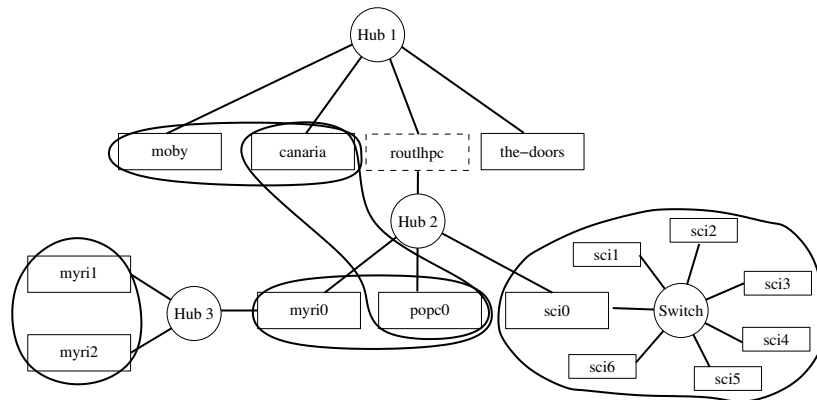 Hub 1
moby
canaria
routlhpc
the−doors
Hub 2
sci2
sci1
myri1
sci3
myri0
popc0
sci0
Switch
Hub 3
sci4
myri2
sci6
sci5